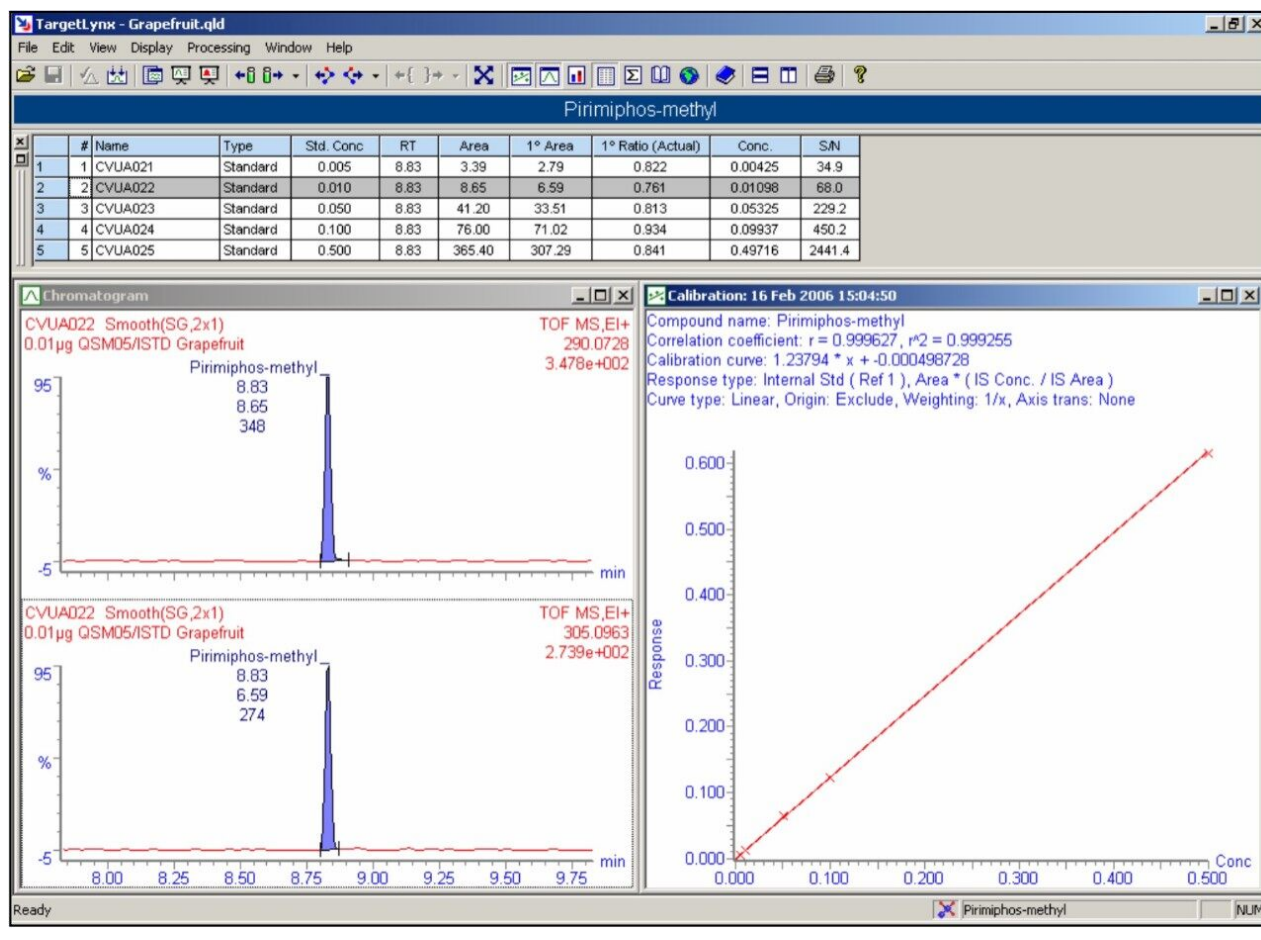 TargetLynx - Grapefruit.qld
File Edit View Display Processing Window Help
Pirimiphos-methyl
# Name Type Std. Conc RT Area 1º Area 1º Ratio (Actual) Conc. S/N
1 1 CVUA021 Standard 0.005 8.83 3.39 2.79 0.822 0.00425 34.9
2 2 CVUA022 Standard 0.010 8.83 8.65 6.59 0.761 0.01098 68.0
3 3 CVUA023 Standard 0.050 8.83 41.20 33.51 0.813 0.05325 229.2
4 4 CVUA024 Standard 0.100 8.83 76.00 71.02 0.934 0.09937 450.2
5 5 CVUA025 Standard 0.500 8.83 365.40 307.29 0.841 0.49716 2441.4
Chromatogram
CVUA022 Smooth(SG,2x1) TOF MS,EI+
0.01µg QSM05/ISTD Grapefruit 290.0728
3.478e+002
Pirimiphos-methyl
8.83
8.65
348
95
%
-5
min
CVUA022 Smooth(SG,2x1) TOF MS,EI+
0.01µg QSM05/ISTD Grapefruit 305.0963
2.739e+002
Pirimiphos-methyl
8.83
6.59
274
95
%
-5
min
8.00 8.25 8.50 8.75 9.00 9.25 9.50 9.75
Calibration: 16 Feb 2006 15:04:50
Compound name: Pirimiphos-methyl
Correlation coefficient: r = 0.999627, r^2 = 0.999255
Calibration curve: 1.23794 * x + -0.000498728
Response type: Internal Std ( Ref 1 ), Area * ( IS Conc. / IS Area )
Curve type: Linear, Origin: Exclude, Weighting: 1/x, Axis trans: None
0.600
0.500
0.400
0.300
0.200
0.100
0.000
Response
Conc
0.000 0.100 0.200 0.300 0.400 0.500
Ready Pirimiphos-methyl NUM